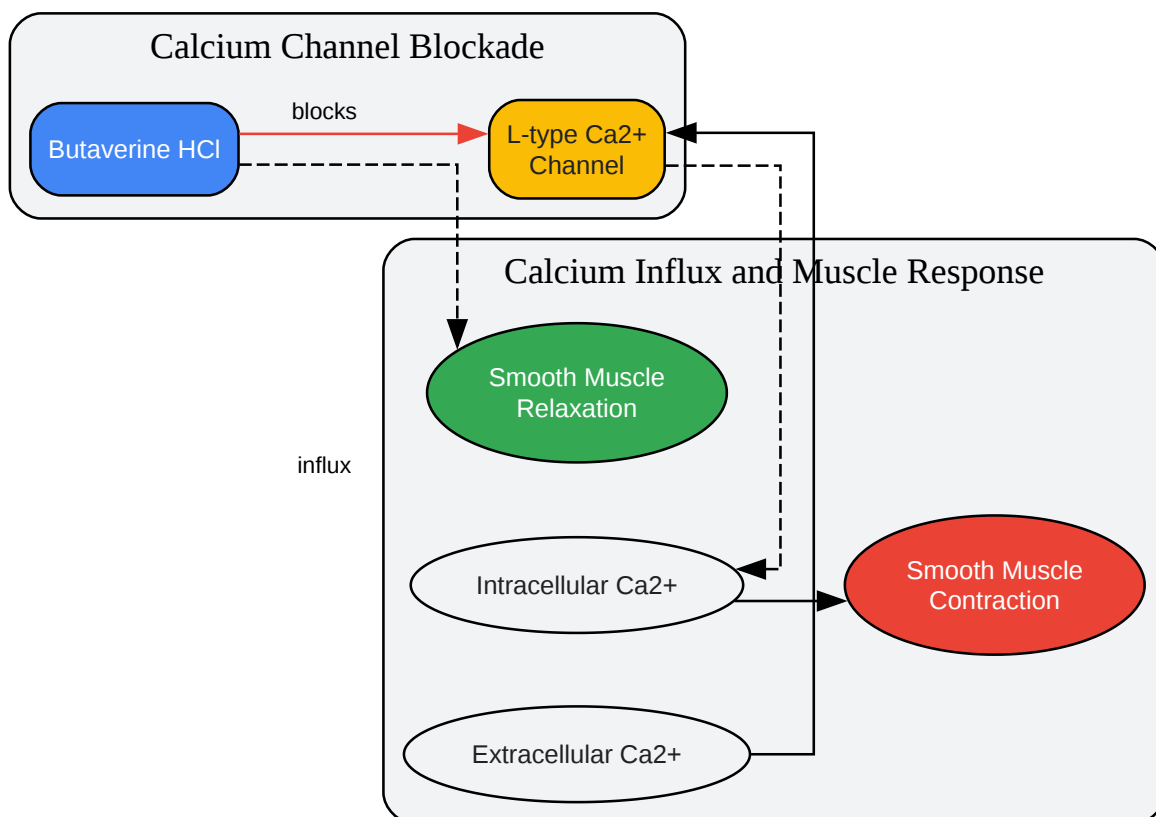 Calcium Channel Blockade
blocks
Butaverine HCl
L-type Ca2+
Channel
Calcium Influx and Muscle Response
Smooth Muscle
Relaxation
influx
Intracellular Ca2+
Smooth Muscle
Contraction
Extracellular Ca2+